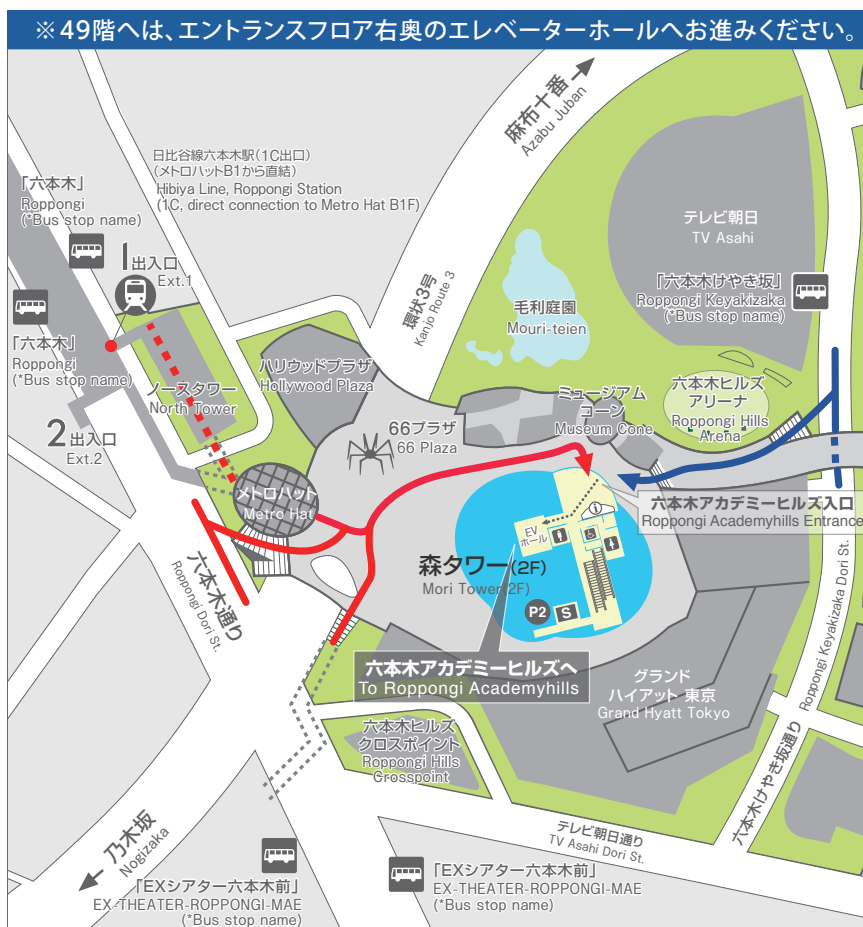 ※49階へは、エントランスフロア右奥のエレベーターホールへお進みください。
麻布十番
Azabu Juban
日比谷線六本木駅(1C出口)
(メトロハットB1から直結)
Hibiya Line, Roppongi Station
(1C, direct connection to Metro Hat B1F)
「六本木」
Roppongi
(*Bus stop name)
1出入口
Ext.1
「六本木」
Roppongi
(*Bus stop name)
テレビ朝日
TV Asahi
「六本木けやき坂」
Roppongi Keyakizaka
(*Bus stop name)
環状3号
Kanjo Route 3
毛利庭園
Mouri-teien
ハリウッドプラザ
Hollywood Plaza
ノースタワー
North Tower
2出入口
Ext.2
66プラザ
66 Plaza
ミュージアム
コーン
Museum Cone
六本木ヒルズ
アリーナ
Roppongi Hills
Arena
メトロハット
Metro Hat
六本木アカデミーヒルズ入口
Roppongi Academyhills Entrance
EV
ホール
森タワー(2F)
Mori Tower(2F)
P2
S
六本木通り
Roppongi Dori St.
六本木アカデミーヒルズへ
To Roppongi Academyhills
グランド
ハイアット 東京
Grand Hyatt Tokyo
六本木けやき坂通り
Roppongi Keyakizaka Dori St.
六本木ヒルズ
クロスポイント
Roppongi Hills
Crosspoint
テレビ朝日通り
TV Asahi Dori St.
乃木坂
Nogizaka
「EXシアター六本木前」
EX-THEATER-ROPPONGI-MAE
(*Bus stop name)
「EXシアター六本木前」
EX-THEATER-ROPPONGI-MAE
(*Bus stop name)